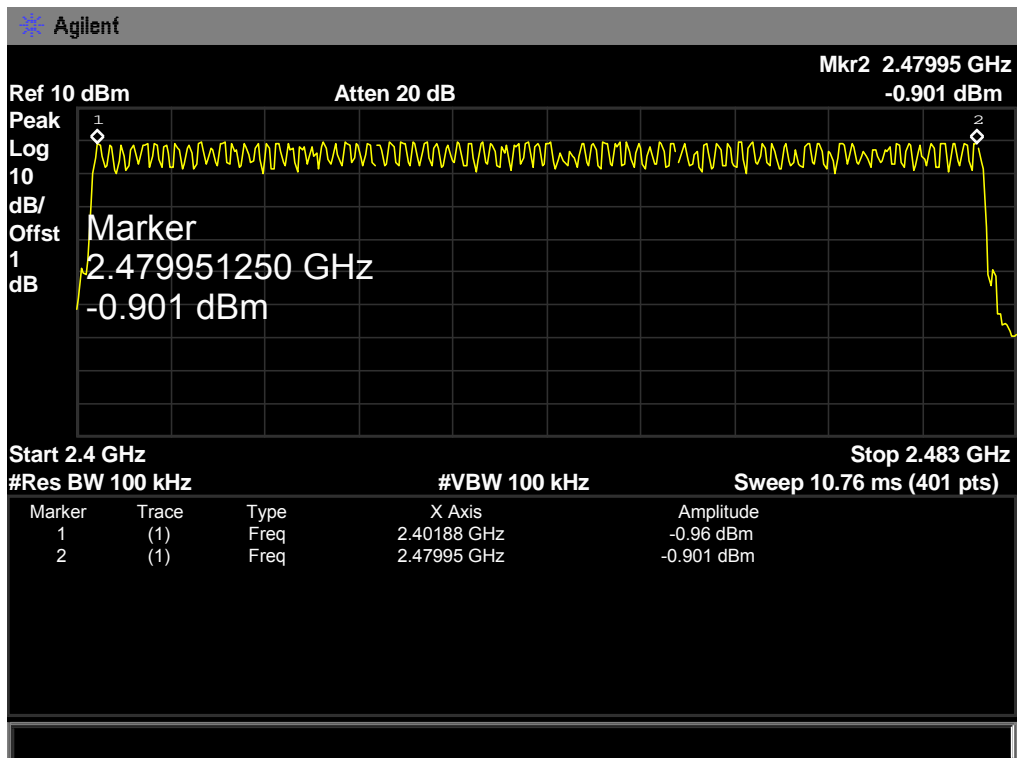 Agilent
Mkr2 2.47995 GHz
Ref 10 dBm Atten 20 dB -0.901 dBm
Peak
Log
10
dB/
Offst
1
dB
1
2
Marker
2.479951250 GHz
-0.901 dBm
Start 2.4 GHz Stop 2.483 GHz
#Res BW 100 kHz #VBW 100 kHz Sweep 10.76 ms (401 pts)
Marker Trace Type X Axis Amplitude
1 (1) Freq 2.40188 GHz -0.96 dBm
2 (1) Freq 2.47995 GHz -0.901 dBm